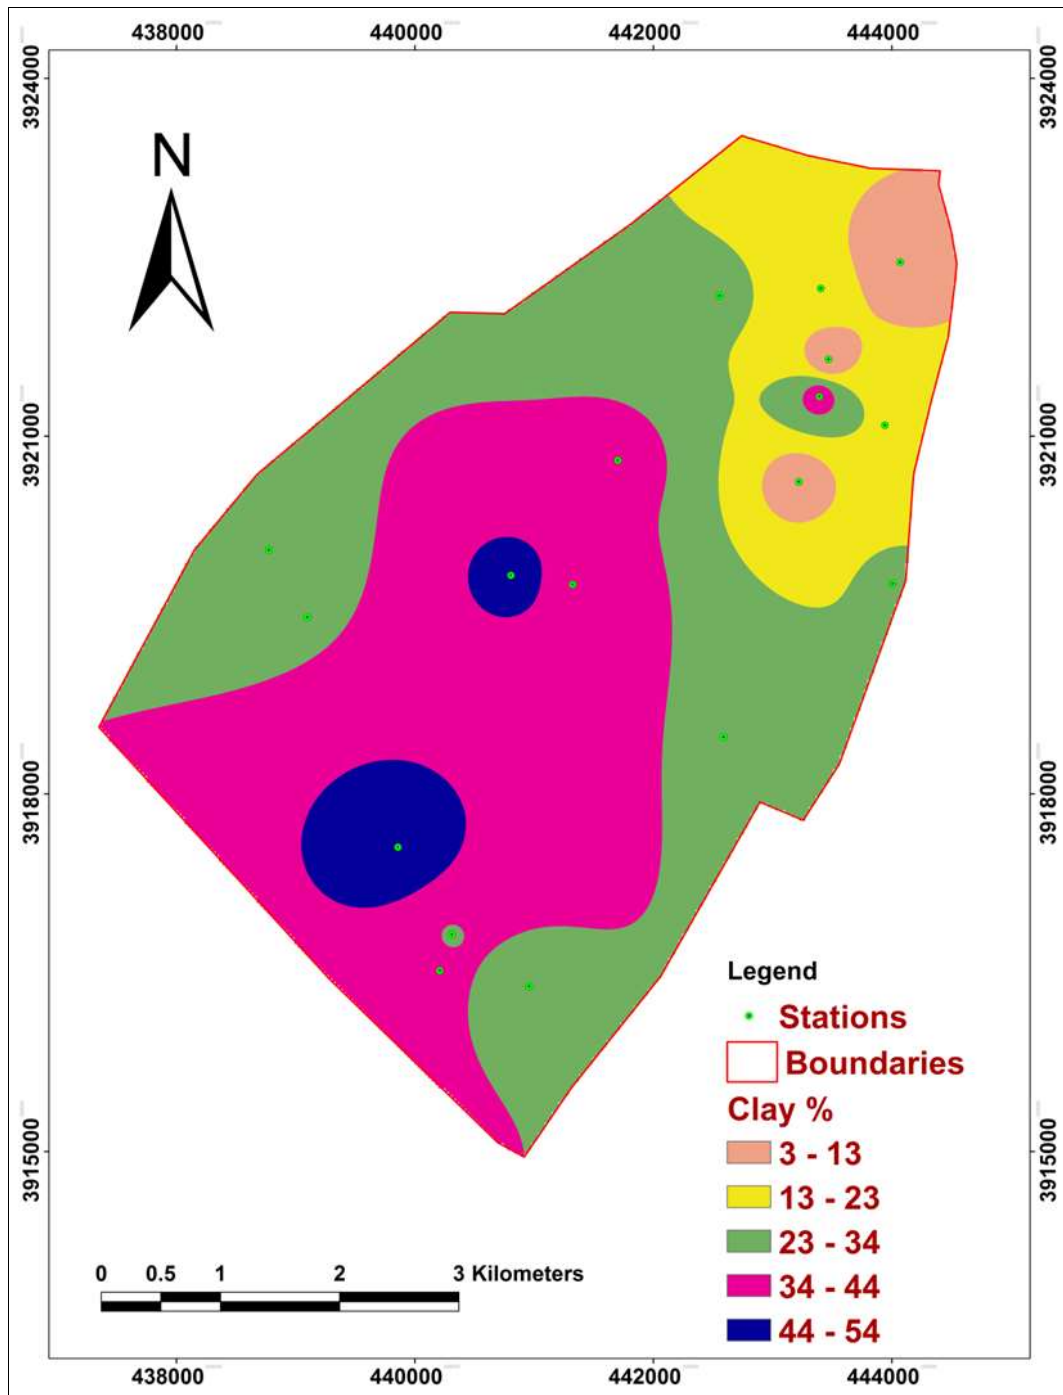 438000 440000 442000 444000
3924000 3924000
N
3921000 3921000
3918000 3918000
Legend
Stations
Boundaries
Clay %
3 - 13
3915000 3915000
13 - 23
23 - 34
0 0.5 1 2 3 Kilometers
34 - 44
44 - 54
438000 440000 442000 444000